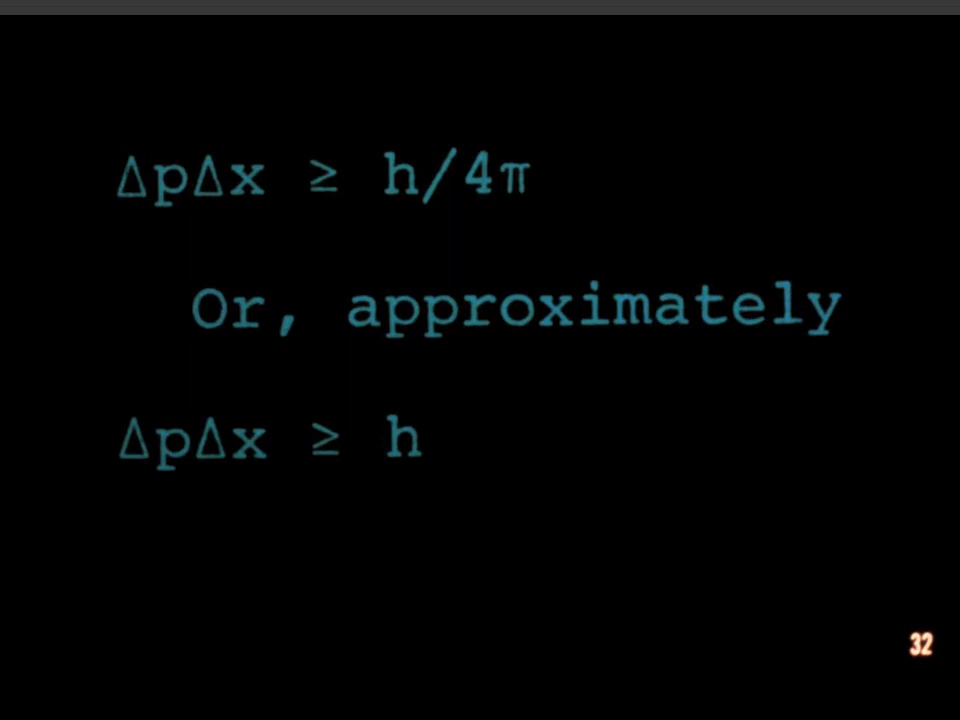 ΔpΔx ≥ h/4π
Or, approximately
ΔpΔx ≥ h
32